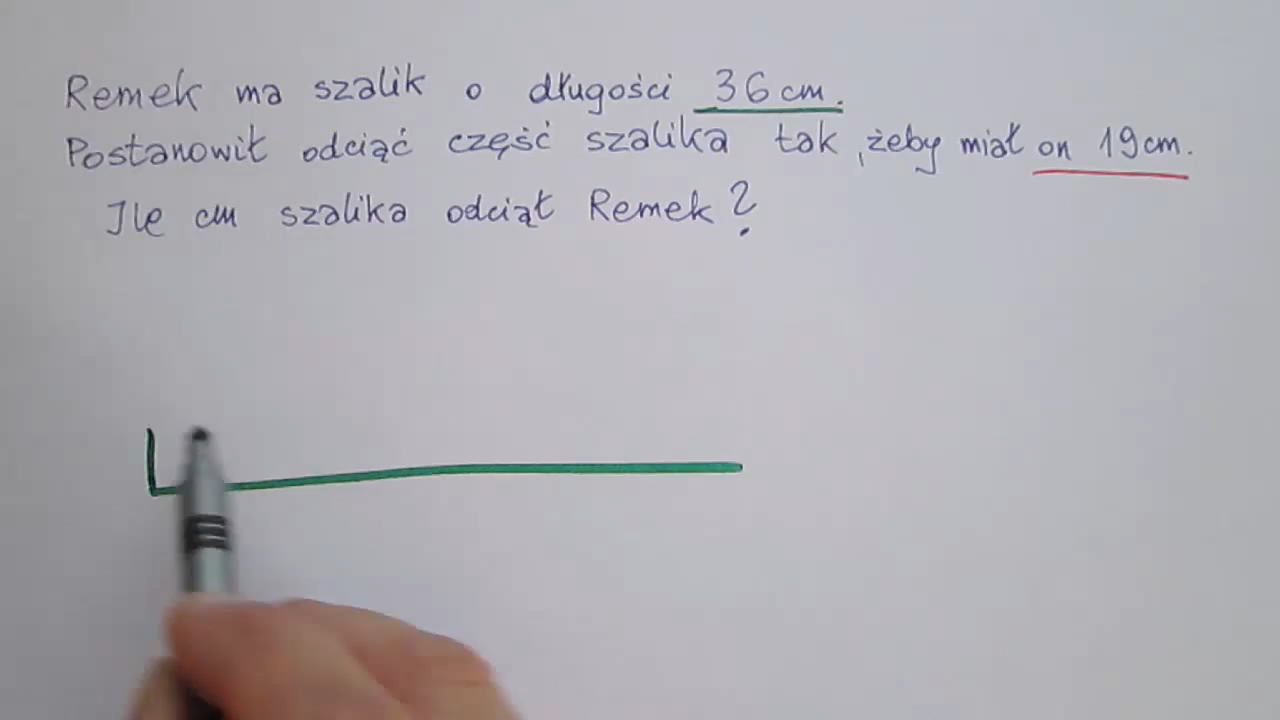 Remek ma szalik o długości 36 cm.
Postanowił odciąć część szalika tak, żeby miał on 19 cm.
Ile cm szalika odciął Remek?